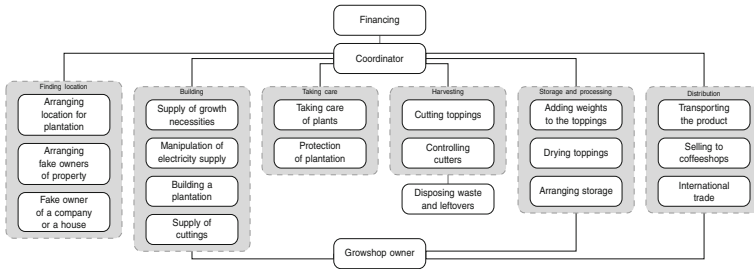 Financing
Coordinator
Finding location
Arranging
location for
plantation
Arranging
fake owners
of property
Fake owner
of a company
or a house
Building
Supply of growth
necessities
Manipulation of
electricity supply
Building a
plantation
Supply of
cuttings
Taking care
Taking care
of plants
Protection
of plantation
Harvesting
Cutting toppings
Controlling
cutters
Disposing waste
and leftovers
Storage and processing
Adding weights
to the toppings
Drying toppings
Arranging storage
Distribution
Transporting
the product
Selling to
coffeeshops
International
trade
Growshop owner